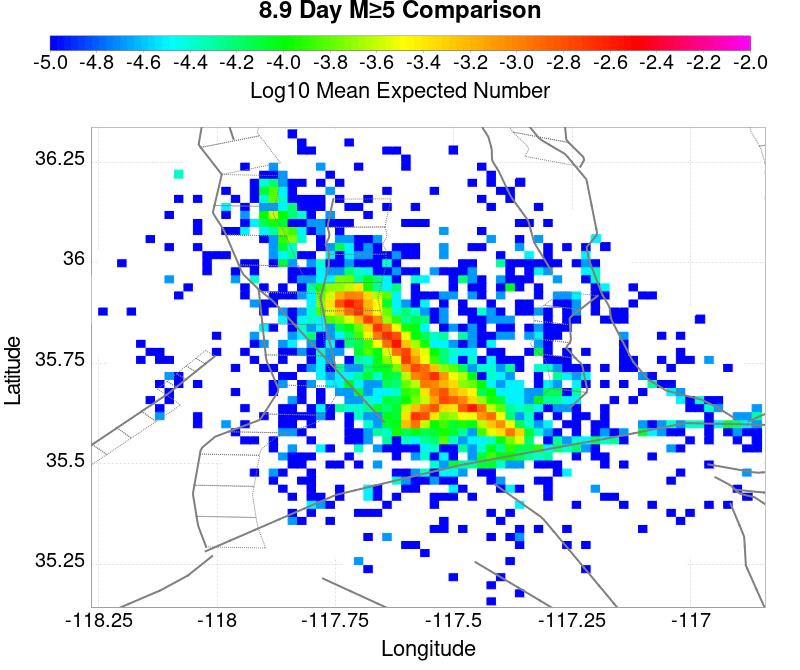 8.9 Day M≥5 Comparison
-5.0 -4.8 -4.6 -4.4 -4.2 -4.0 -3.8 -3.6 -3.4 -3.2 -3.0 -2.8 -2.6 -2.4 -2.2 -2.0
Log10 Mean Expected Number
36.25
36
35.75
Latitude
35.5
35.25
-118.25 -118 -117.75 -117.5 -117.25 -117
Longitude